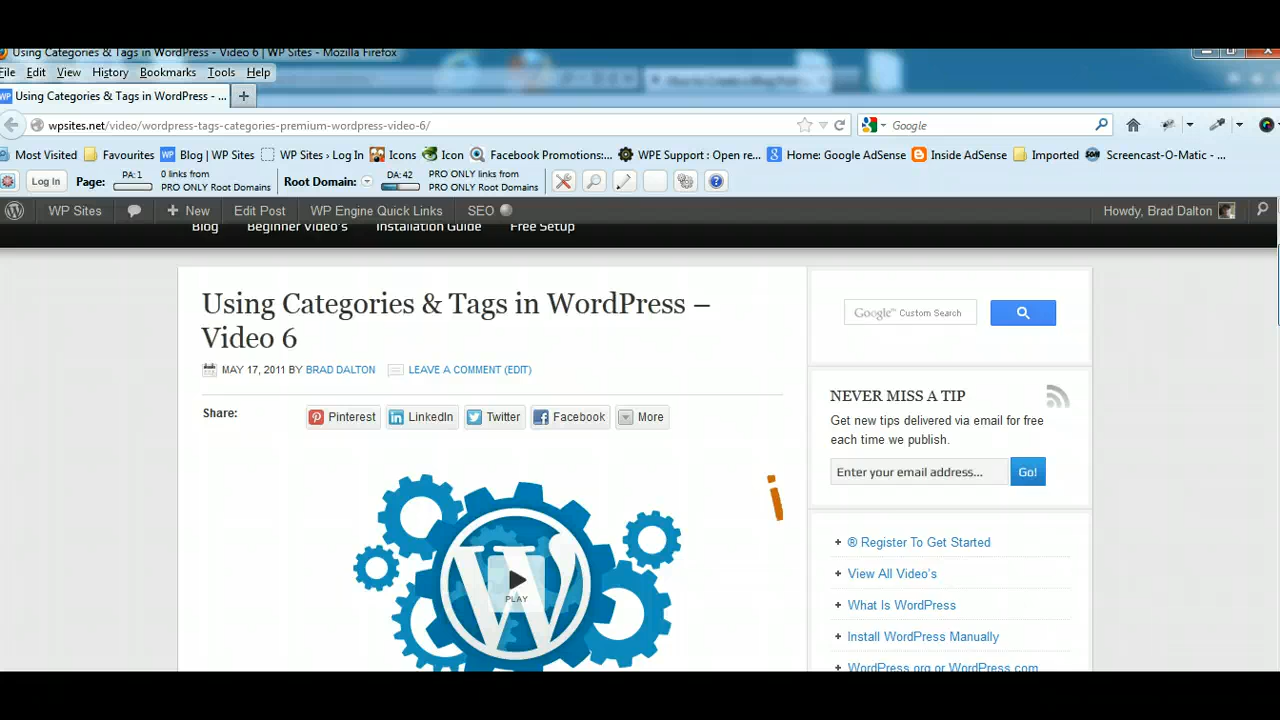 Using Categories & Tags in WordPress - Video 6 | WP Sites - Mozilla Firefox
File Edit View History Bookmarks Tools Help
WP Using Categories & Tags in WordPress - ... +
wpsites.net/video/wordpress-tags-categories-premium-wordpress-video-6/ Google
Most Visited Favourites WP Blog | WP Sites WP Sites › Log In Icons Icon Facebook Promotions:... WPE Support : Open re... Home: Google AdSense Inside AdSense Imported Screencast-O-Matic - ...
Log In Page: PA: 1 0 links from Root Domain: DA: 42 PRO ONLY links from
PRO ONLY Root Domains PRO ONLY Root Domains
WP Sites + New Edit Post WP Engine Quick Links SEO Howdy, Brad Dalton
Blog Beginner Video's Installation Guide Free Setup
Using Categories & Tags in WordPress –
Video 6
MAY 17, 2011 BY BRAD DALTON LEAVE A COMMENT (EDIT)
Share: Pinterest LinkedIn Twitter Facebook More
i
W
PLAY
Google™ Custom Search
NEVER MISS A TIP
Get new tips delivered via email for free
each time we publish.
Enter your email address... Go!
® Register To Get Started
View All Video's
What Is WordPress
Install WordPress Manually
WordPress.org or WordPress.com